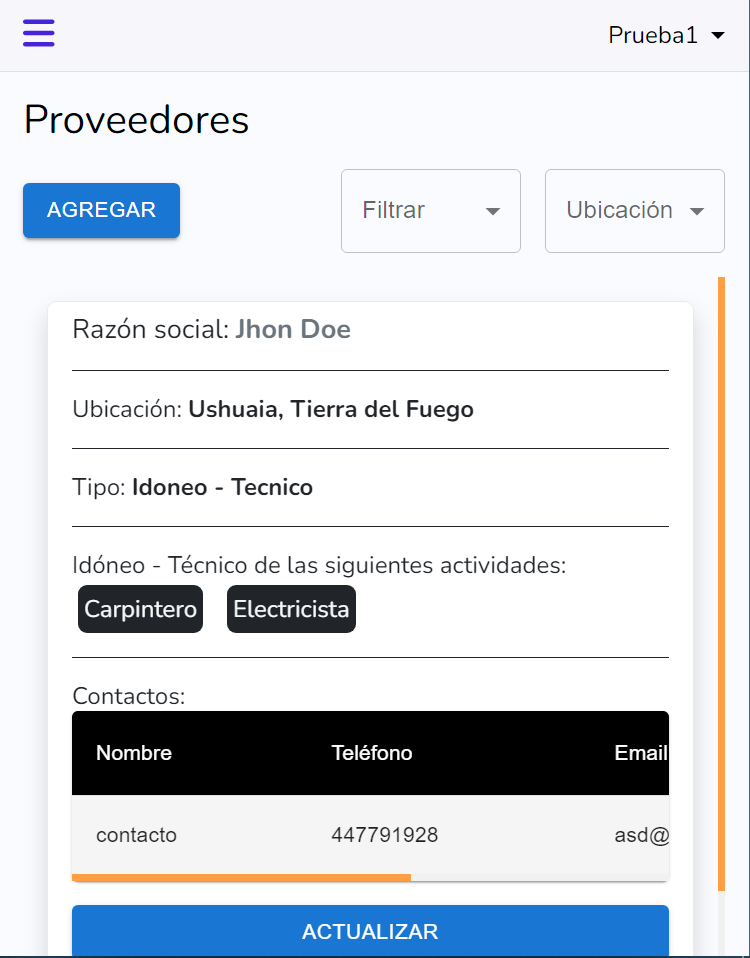 Prueba1
Proveedores
AGREGAR
Filtrar
Ubicación
Razón social: Jhon Doe
Ubicación: Ushuaia, Tierra del Fuego
Tipo: Idoneo - Tecnico
Idóneo - Técnico de las siguientes actividades:
Carpintero Electricista
Contactos:
Nombre Teléfono Email
contacto 447791928 asd@
ACTUALIZAR